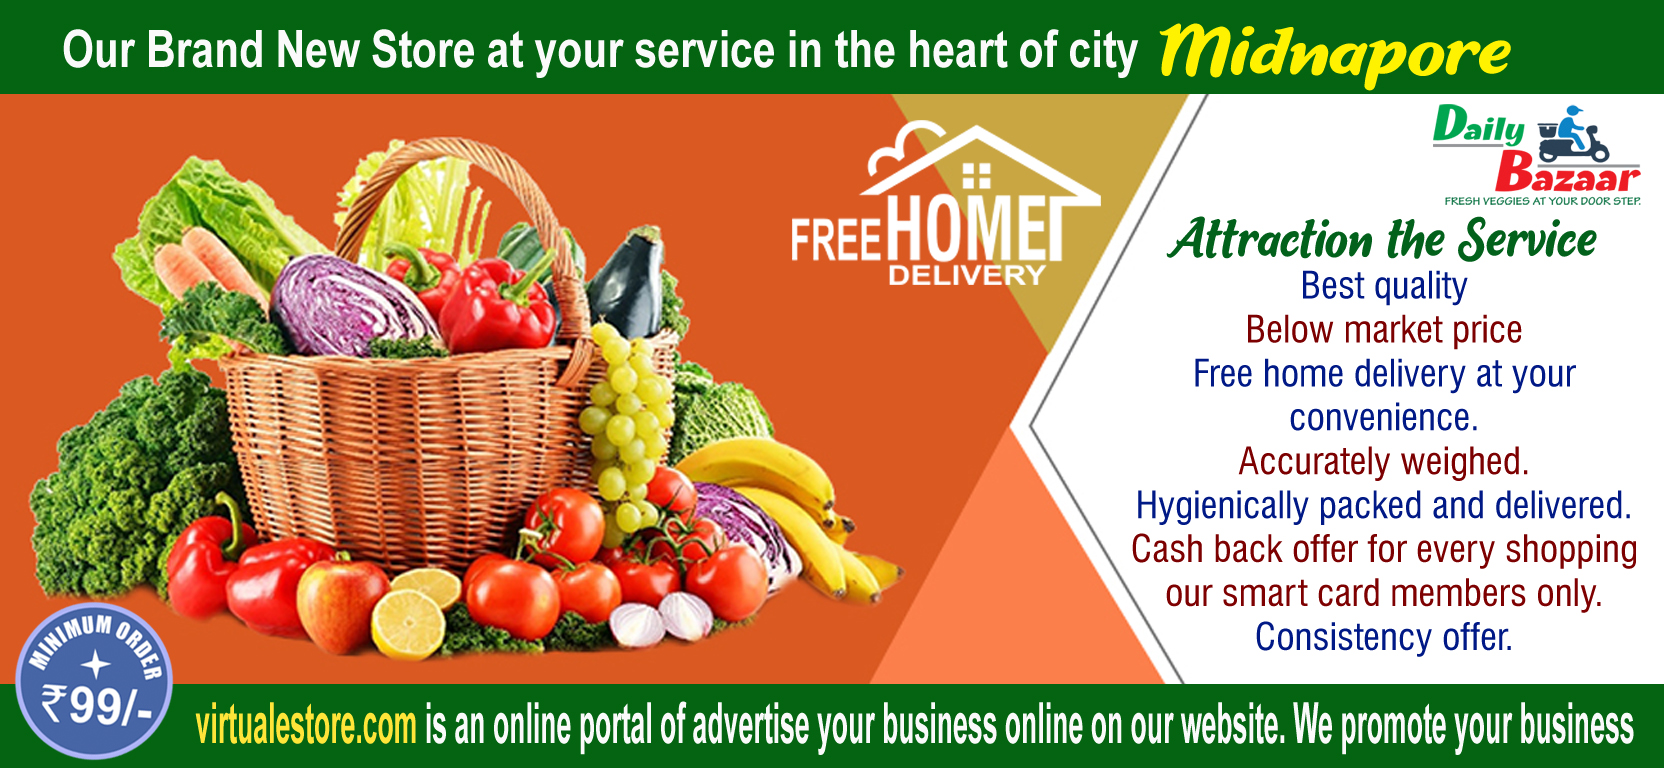 Our Brand New Store at your service in the heart of city Midnapore
FREE HOME
DELIVERY
Daily
Bazaar
FRESH VEGGIES AT YOUR DOOR STEP.
Attraction the Service
Best quality
Below market price
Free home delivery at your
convenience.
Accurately weighed.
Hygienically packed and delivered.
Cash back offer for every shopping
our smart card members only.
Consistency offer.
MINIMUM ORDER
₹99/-
virtualestore.com is an online portal of advertise your business online on our website. We promote your business